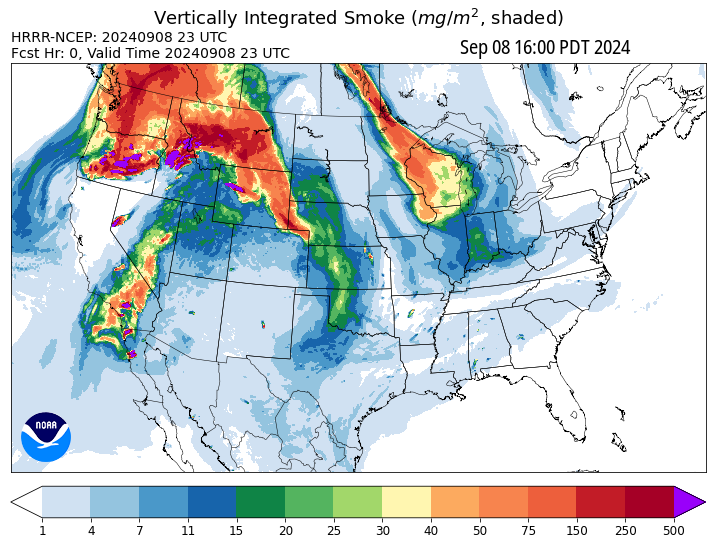 Vertically Integrated Smoke (mg/m², shaded)
HRRR-NCEP: 20240908 23 UTC
Fcst Hr: 0, Valid Time 20240908 23 UTC
Sep 08 16:00 PDT 2024
NOAA
1 4 7 11 15 20 25 30 40 50 75 150 250 500